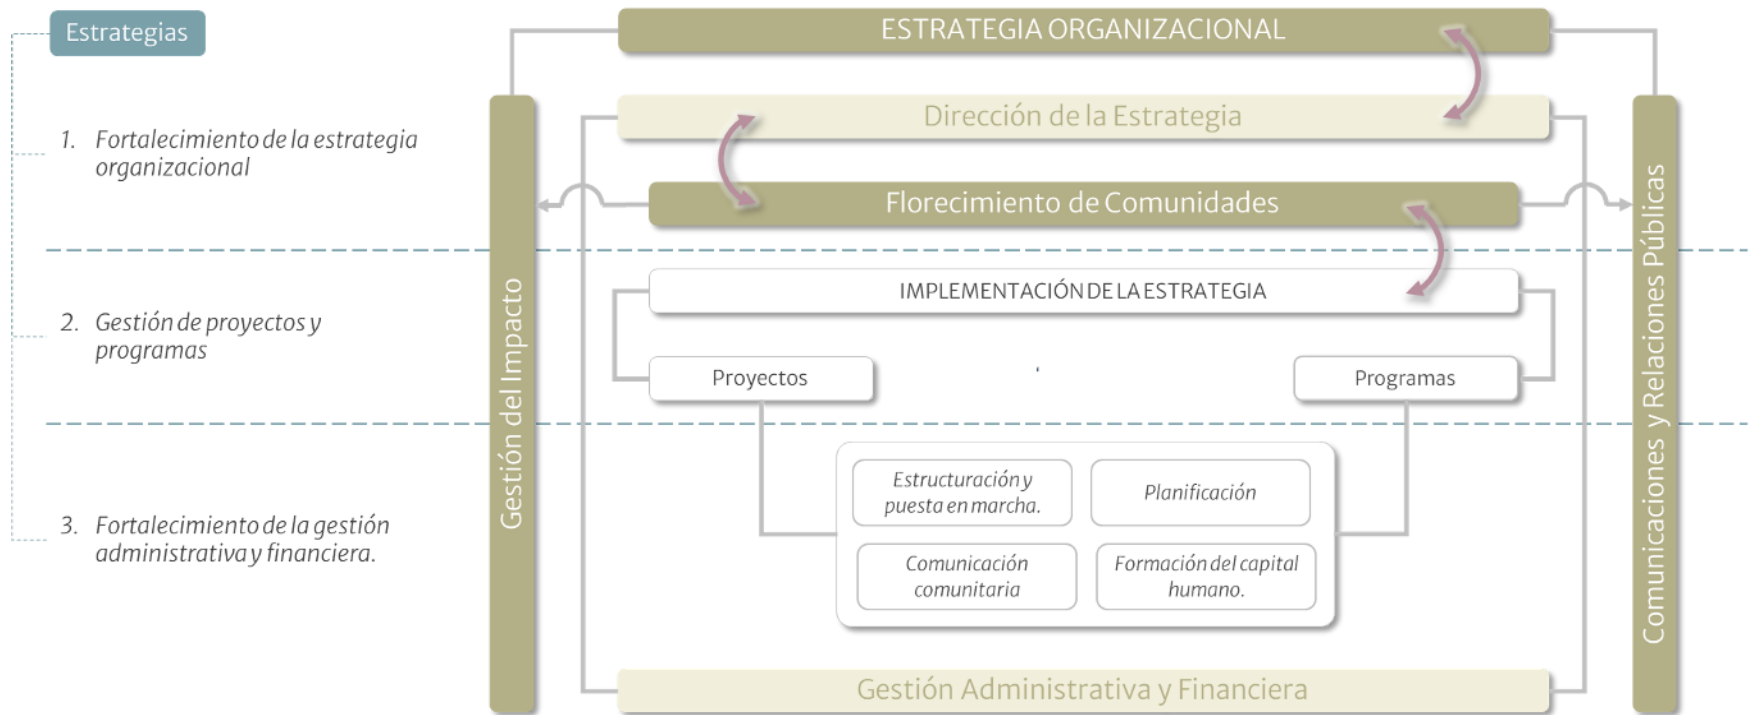 Estrategias
1. Fortalecimiento de la estrategia
organizacional
2. Gestión de proyectos y
programas
3. Fortalecimiento de la gestión
administrativa y financiera.
ESTRATEGIA ORGANIZACIONAL
Dirección de la Estrategia
Florecimiento de Comunidades
Gestión del Impacto
Comunicaciones y Relaciones Públicas
IMPLEMENTACIÓN DE LA ESTRATEGIA
Proyectos
Programas
Estructuración y
puesta en marcha.
Planificación
Comunicación
comunitaria
Formación del capital
humano.
Gestión Administrativa y Financiera